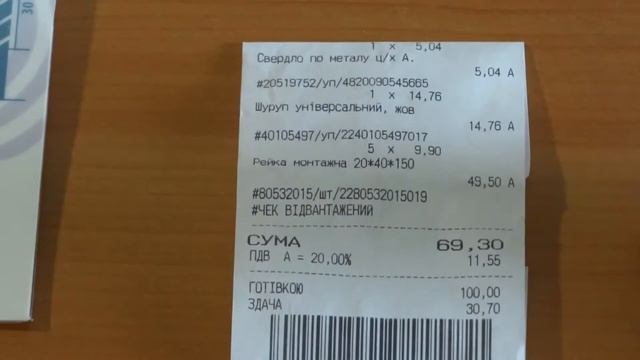 30
1 x 5,04
Свердло по металу ц/х А.
5,04 А
#20519752/уп/4820090545665
1 x 14,76
Шуруп універсальний, жов
14,76 А
#40105497/уп/2240105497017
5 x 9,90
Рейка монтажна 20*40*150
49,50 А
#80532015/шт/2280532015019
#ЧЕК ВІДВАНТАЖЕНИЙ
СУМА 69,30
ПДВ А = 20,00% 11,55
ГОТІВКОЮ 100,00
ЗДАЧА 30,70